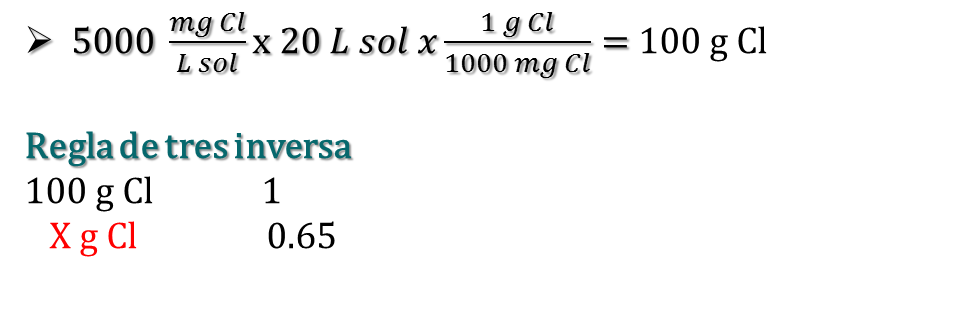 ➢ 5000 mg Cl / L sol x 20 L sol x 1 g Cl / 1000 mg Cl = 100 g Cl
Regla de tres inversa
100 g Cl 1
X g Cl 0.65